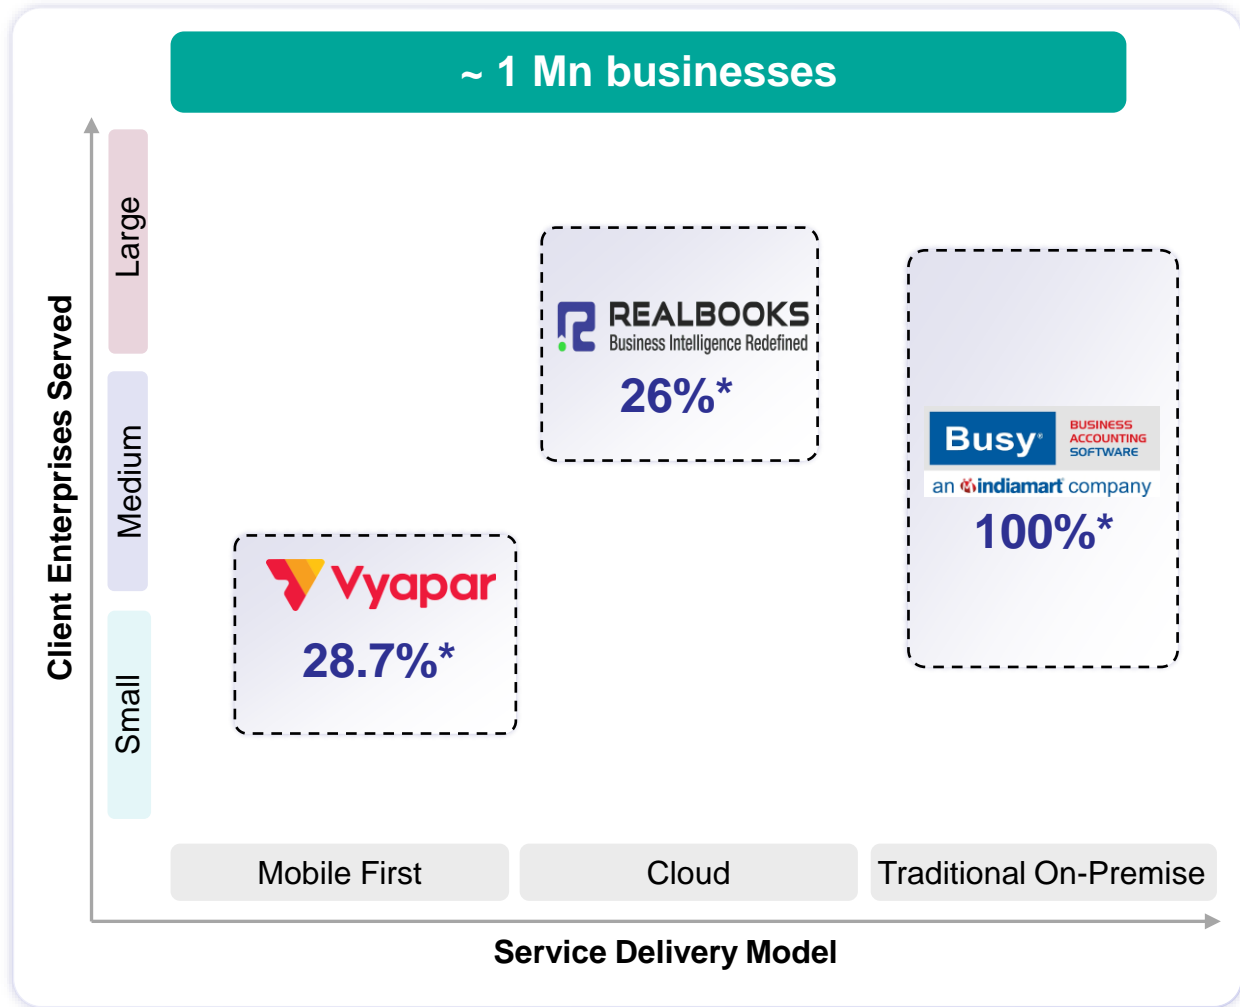 ~ 1 Mn businesses
Client Enterprises Served
Large
Medium
Small
REALBOOKS
Business Intelligence Redefined
26%*
Busy®
BUSINESS
ACCOUNTING
SOFTWARE
an indiamart company
100%*
Vyapar
28.7%*
Mobile First
Cloud
Traditional On-Premise
Service Delivery Model